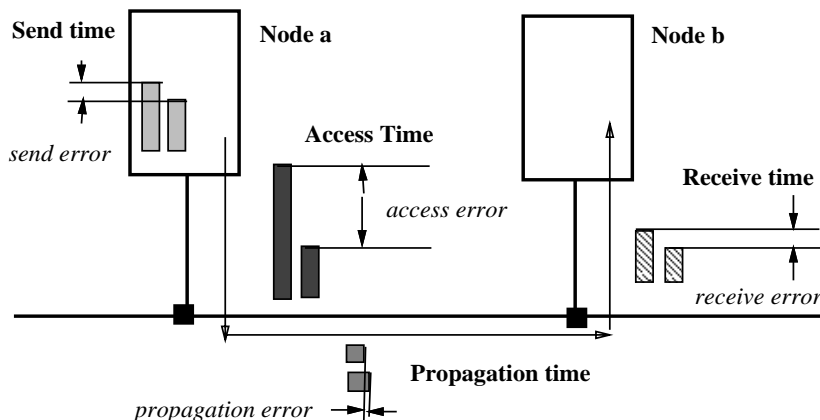 Send time
Node a
Node b
send error
Access Time
access error
Receive time
receive error
Propagation time
propagation error